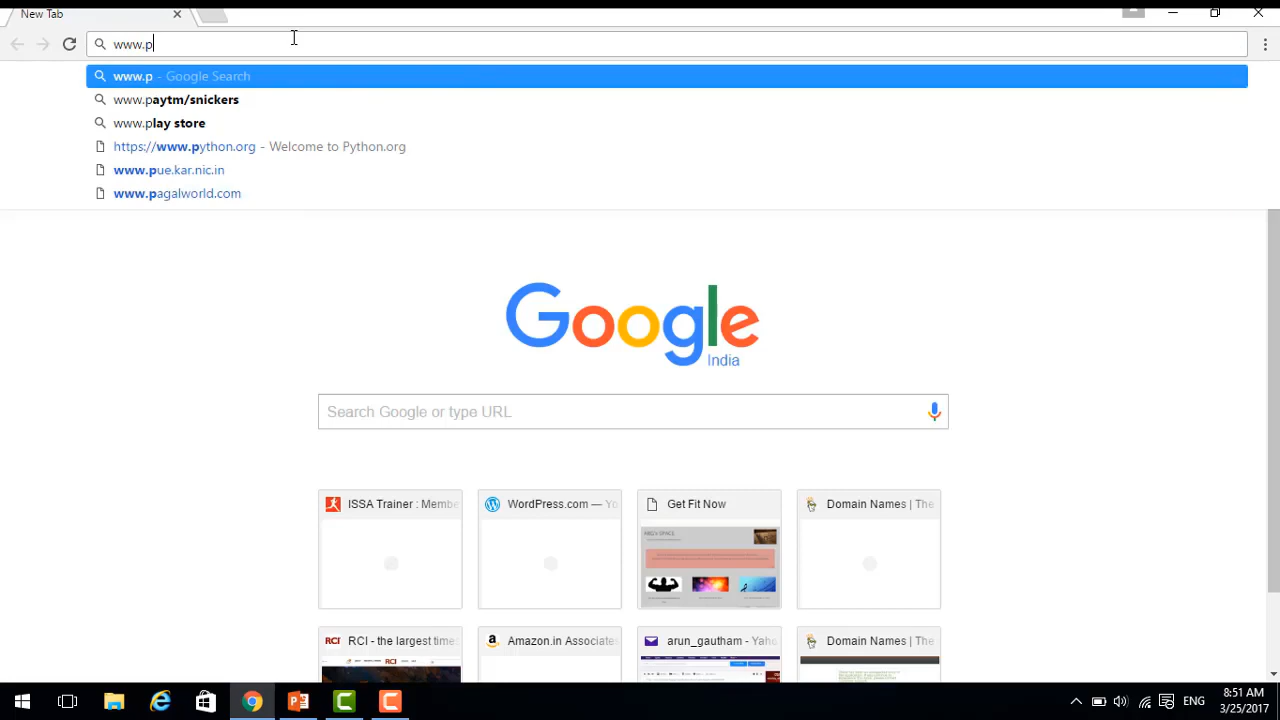 New Tab
www.p
www.p - Google Search
www.paytm/snickers
www.play store
https://www.python.org - Welcome to Python.org
www.pue.kar.nic.in
www.pagalworld.com
Google
India
Search Google or type URL
ISSA Trainer : Membe
WordPress.com — Yo
Get Fit Now
Domain Names | The
RCI RCI - the largest time
Amazon.in Associates
arun_gautham - Yaho
Domain Names | The
ENG
8:51 AM
3/25/2017